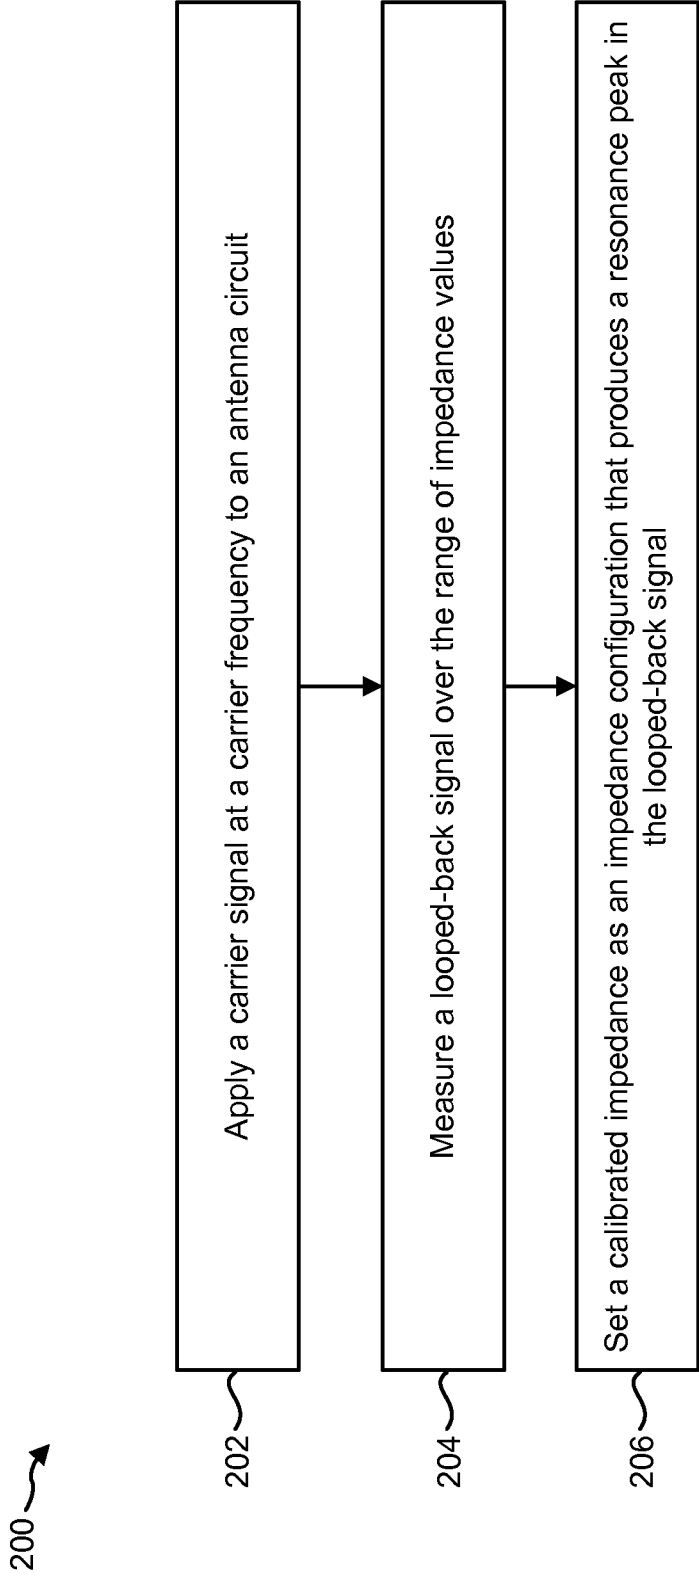 200
202
Apply a carrier signal at a carrier frequency to an antenna circuit
204
Measure a looped-back signal over the range of impedance values
206
Set a calibrated impedance as an impedance configuration that produces a resonance peak in
the looped-back signal